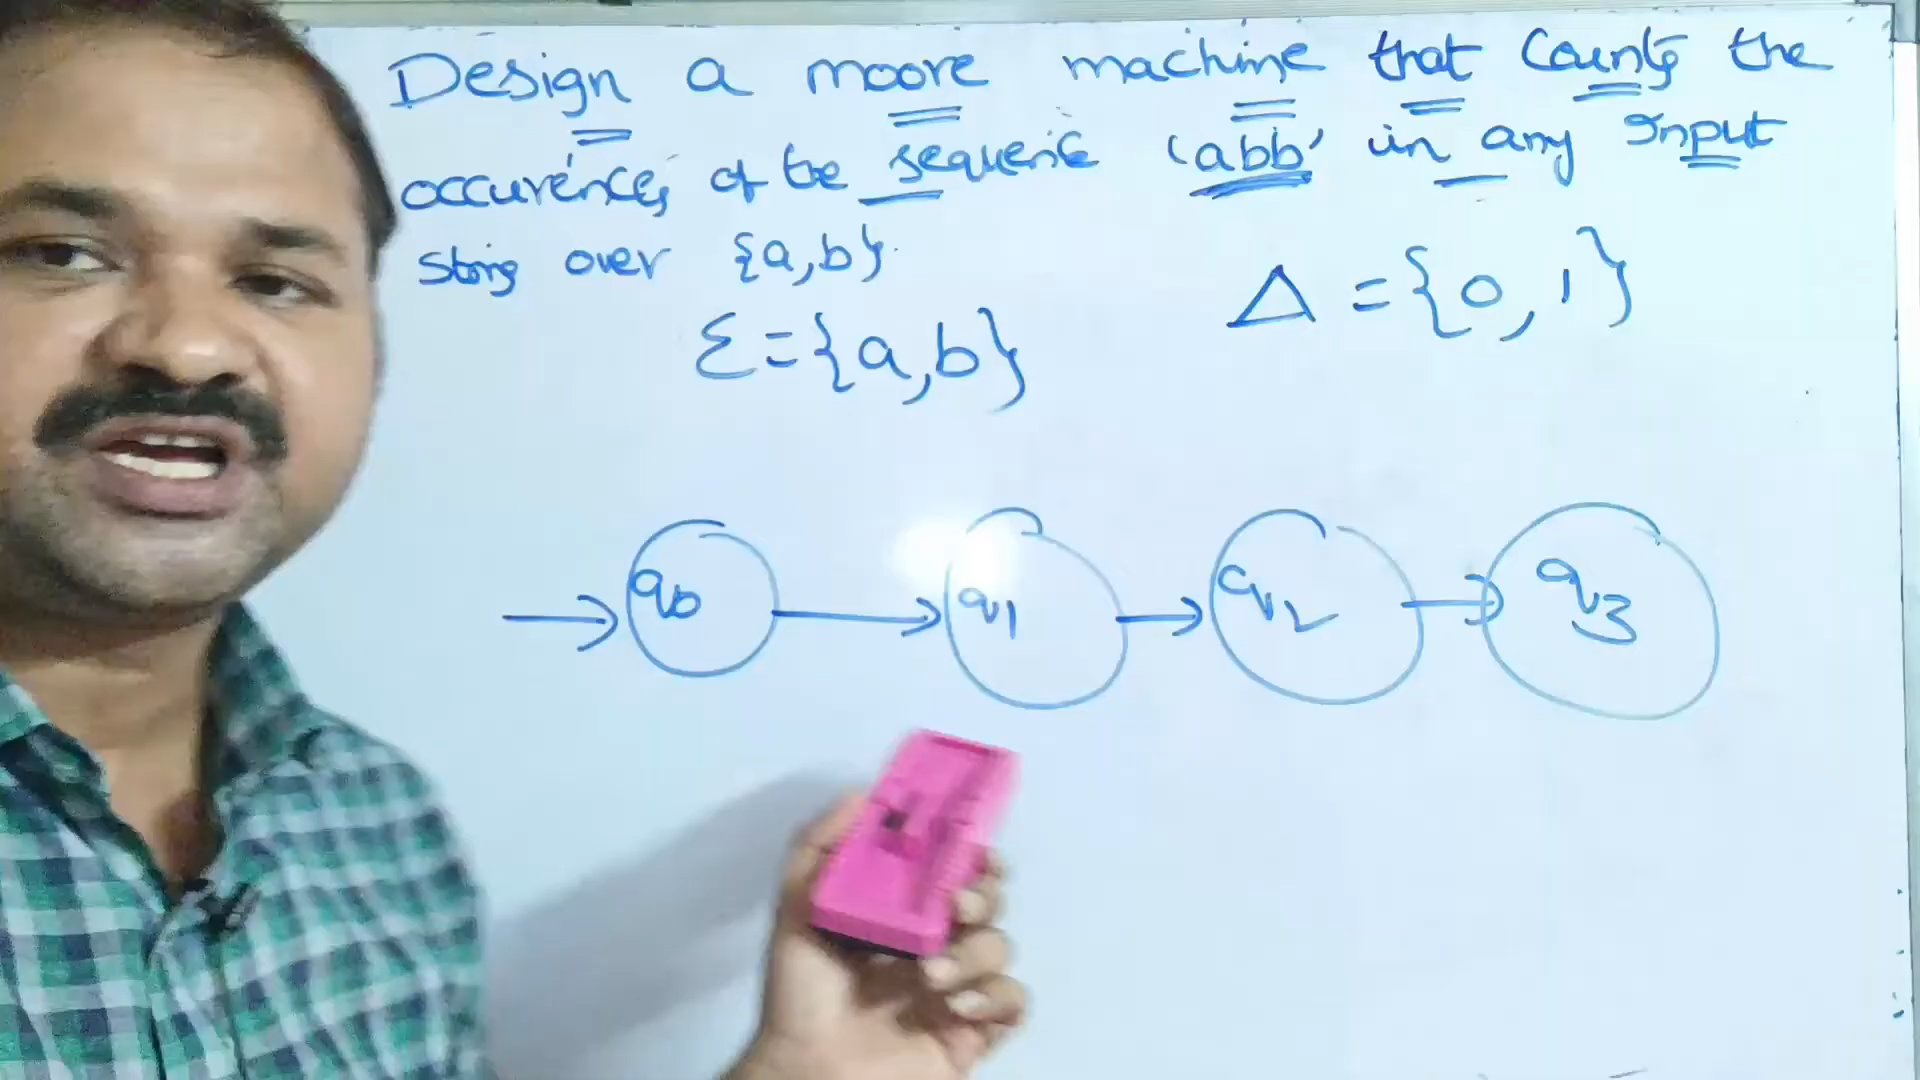 Design a moore machine that Counts the
occurences of the sequence 'abb' in any Input
string over {a,b}.
Σ={a,b}
Δ={0,1}
q0 q1 q2 q3